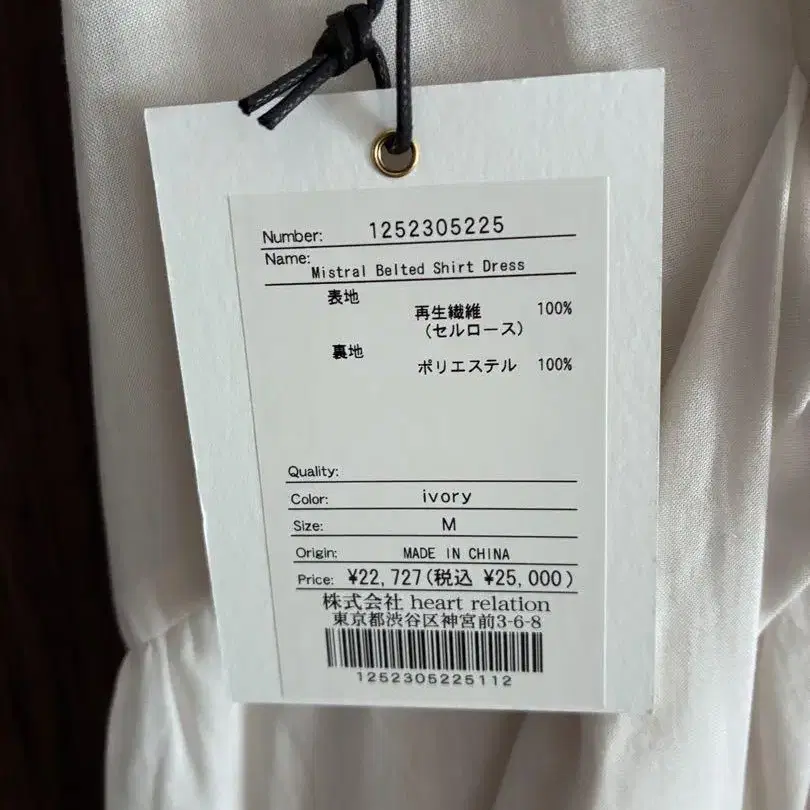 Number: 1252305225
Name: Mistral Belted Shirt Dress
表地
再生繊維 100%
(セルロース)
裏地
ポリエステル 100%
Quality:
Color: ivory
Size: M
Origin: MADE IN CHINA
Price: ¥22,727(税込 ¥25,000)
株式会社 heart relation
東京都渋谷区神宮前3-6-8
1252305225112